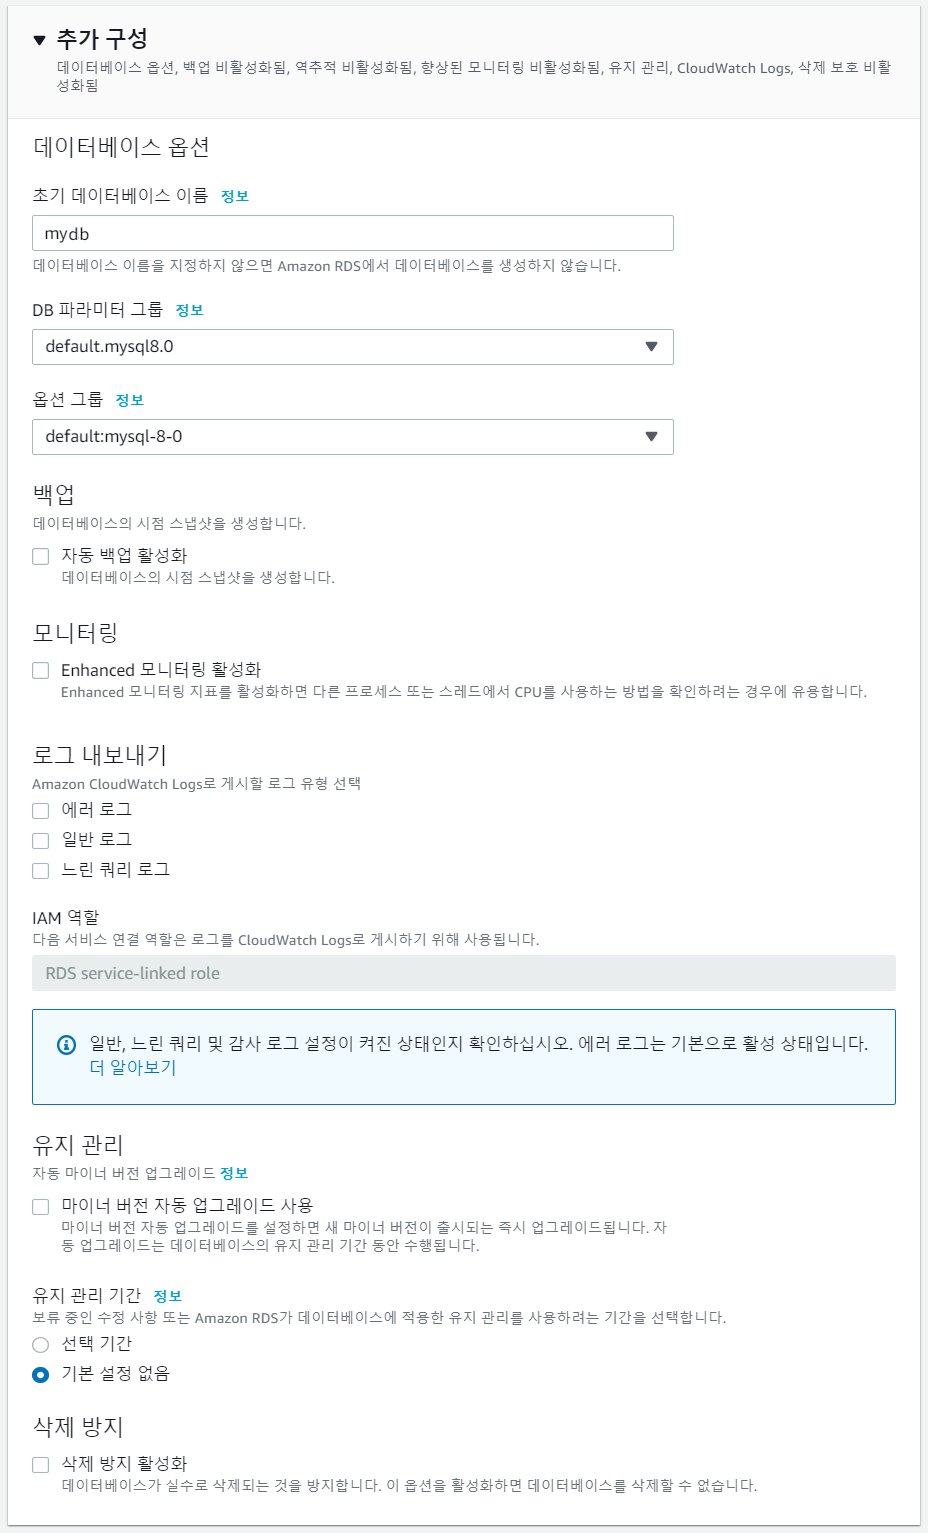 추가 구성
데이터베이스 옵션, 백업 비활성화됨, 역추적 비활성화됨, 향상된 모니터링 비활성화됨, 유지 관리, CloudWatch Logs, 삭제 보호 비활
성화됨
데이터베이스 옵션
초기 데이터베이스 이름 정보
mydb
데이터베이스 이름을 지정하지 않으면 Amazon RDS에서 데이터베이스를 생성하지 않습니다.
DB 파라미터 그룹 정보
default.mysql8.0
옵션 그룹 정보
default:mysql-8-0
백업
데이터베이스의 시점 스냅샷을 생성합니다.
자동 백업 활성화
데이터베이스의 시점 스냅샷을 생성합니다.
모니터링
Enhanced 모니터링 활성화
Enhanced 모니터링 지표를 활성화하면 다른 프로세스 또는 스레드에서 CPU를 사용하는 방법을 확인하려는 경우에 유용합니다.
로그 내보내기
Amazon CloudWatch Logs로 게시할 로그 유형 선택
에러 로그
일반 로그
느린 쿼리 로그
IAM 역할
다음 서비스 연결 역할은 로그를 CloudWatch Logs로 게시하기 위해 사용됩니다.
RDS service-linked role
일반, 느린 쿼리 및 감사 로그 설정이 켜진 상태인지 확인하십시오. 에러 로그는 기본으로 활성 상태입니다.
더 알아보기
유지 관리
자동 마이너 버전 업그레이드 정보
마이너 버전 자동 업그레이드 사용
마이너 버전 자동 업그레이드를 설정하면 새 마이너 버전이 출시되는 즉시 업그레이드됩니다. 자
동 업그레이드는 데이터베이스의 유지 관리 기간 동안 수행됩니다.
유지 관리 기간 정보
보류 중인 수정 사항 또는 Amazon RDS가 데이터베이스에 적용한 유지 관리를 사용하려는 기간을 선택합니다.
선택 기간
기본 설정 없음
삭제 방지
삭제 방지 활성화
데이터베이스가 실수로 삭제되는 것을 방지합니다. 이 옵션을 활성화하면 데이터베이스를 삭제할 수 없습니다.